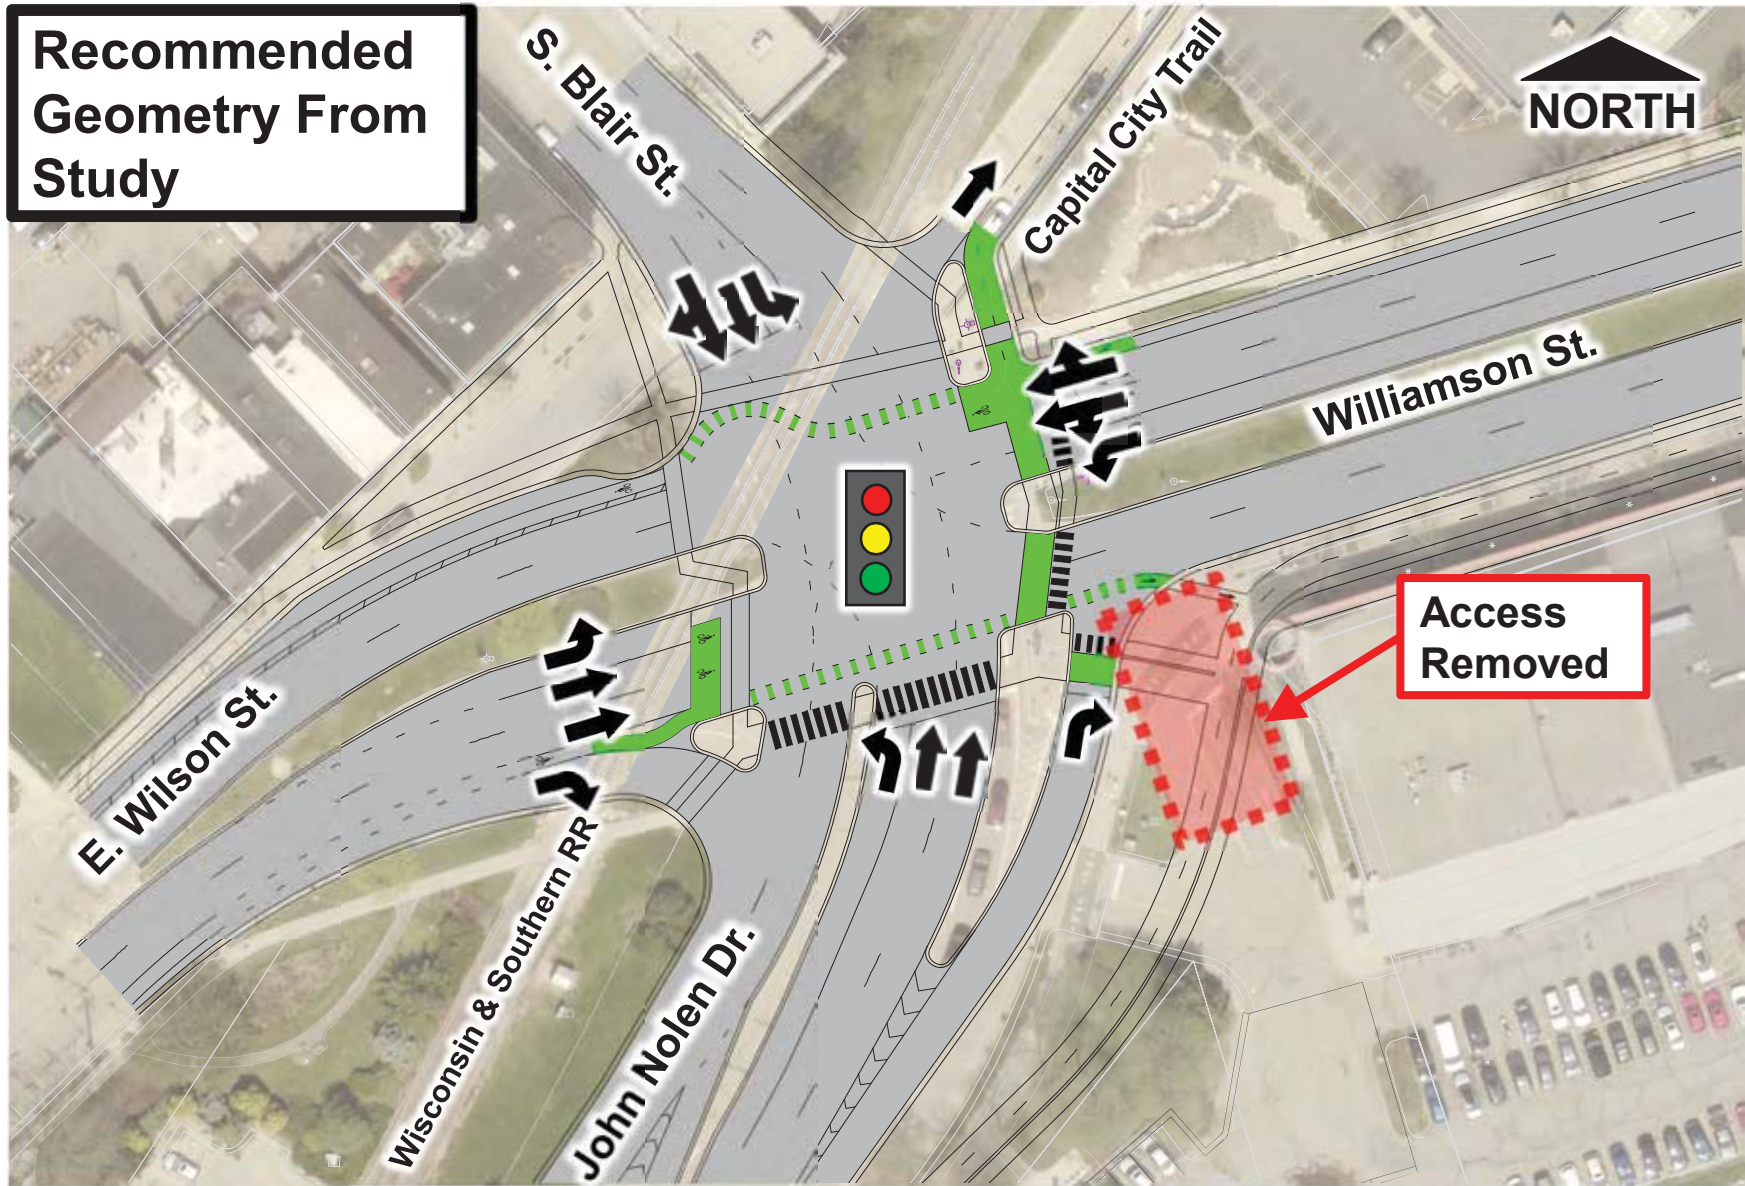 Recommended
Geometry From
Study
S. Blair St.
Capital City Trail
NORTH
Williamson St.
Access
Removed
E. Wilson St.
Wisconsin & Southern RR
John Nolen Dr.